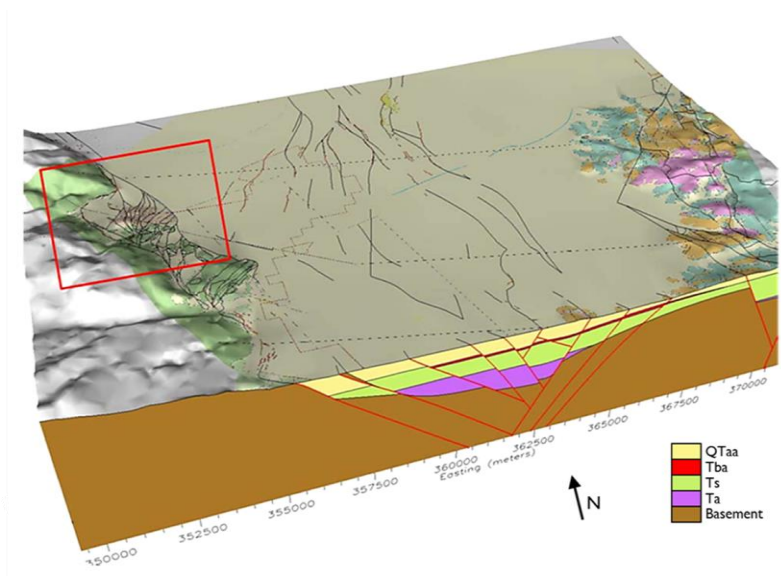 370000
367500
365000
362500
360000
Easting (meters)
357500
355000
352500
350000
N
QTaa
Tba
Ts
Ta
Basement